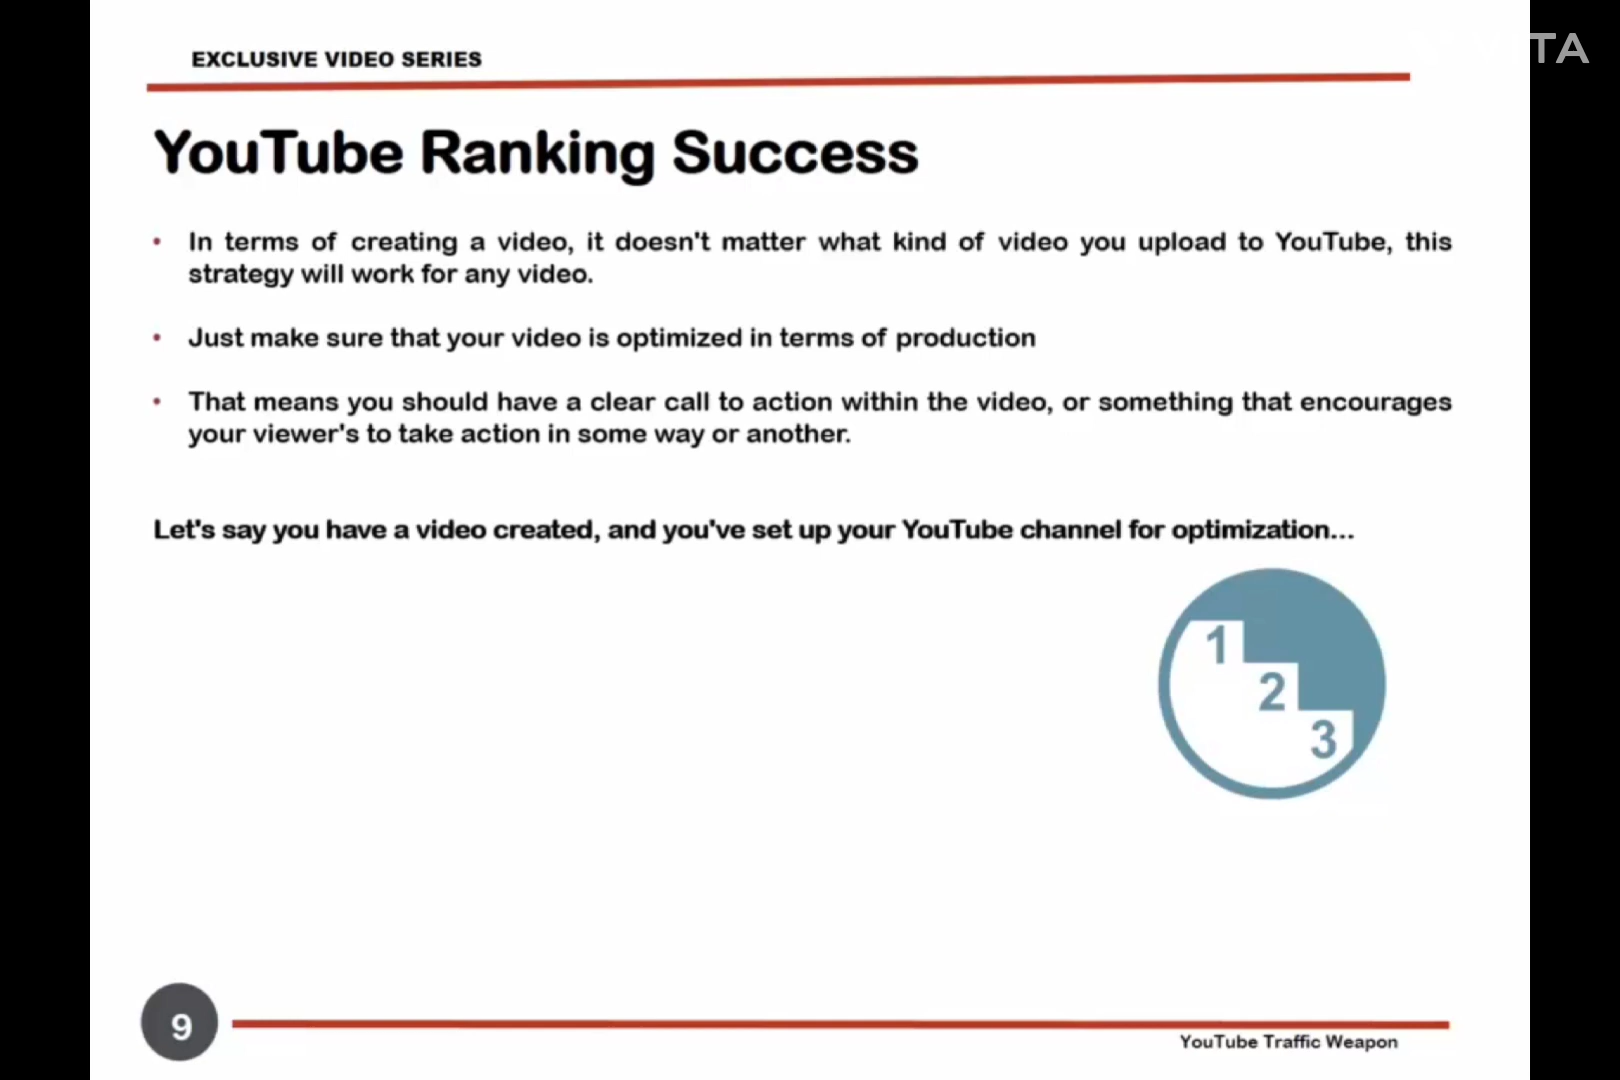 EXCLUSIVE VIDEO SERIES
YouTube Ranking Success
• In terms of creating a video, it doesn't matter what kind of video you upload to YouTube, this
strategy will work for any video.
• Just make sure that your video is optimized in terms of production
• That means you should have a clear call to action within the video, or something that encourages
your viewer's to take action in some way or another.
Let's say you have a video created, and you've set up your YouTube channel for optimization...
1
2
3
9
YouTube Traffic Weapon